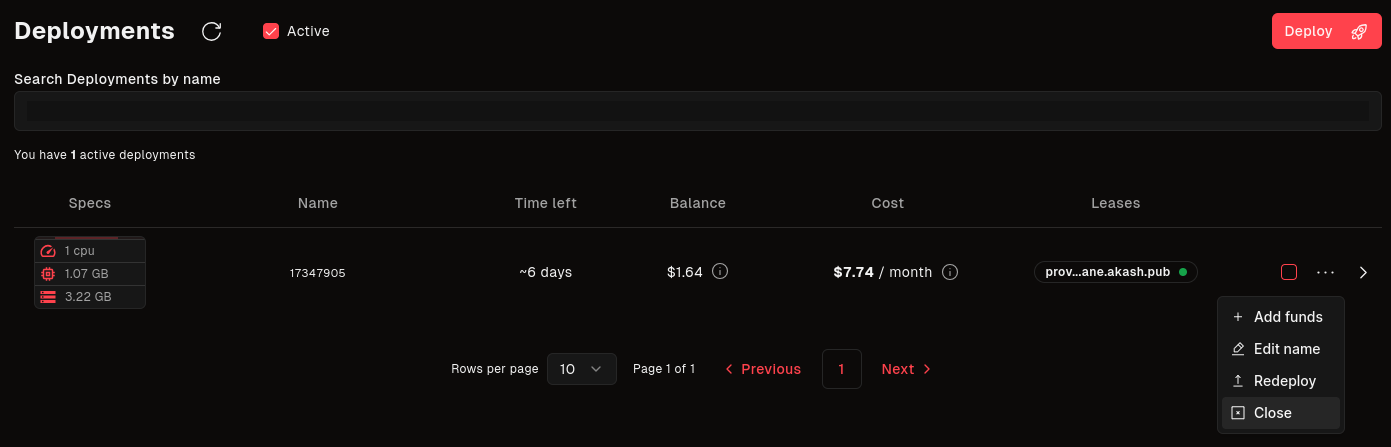 Deployments
Active
Deploy
Search Deployments by name
You have 1 active deployments
Specs Name Time left Balance Cost Leases
1 cpu
1.07 GB
3.22 GB
17347905 ~6 days $1.64 $7.74 / month prov...ane.akash.pub
Add funds
Edit name
Redeploy
Close
Rows per page 10 Page 1 of 1 Previous 1 Next